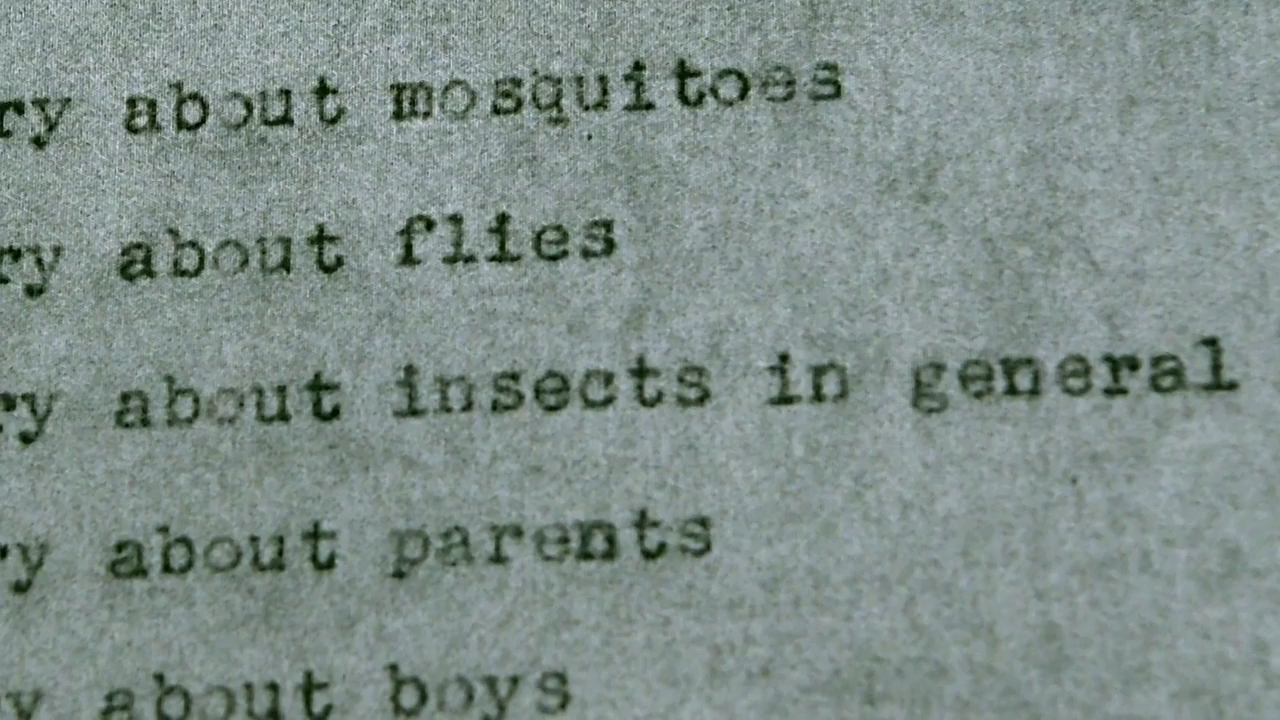 ry about mosquitoes
ry about flies
ry about insects in general
ry about parents
y about boys